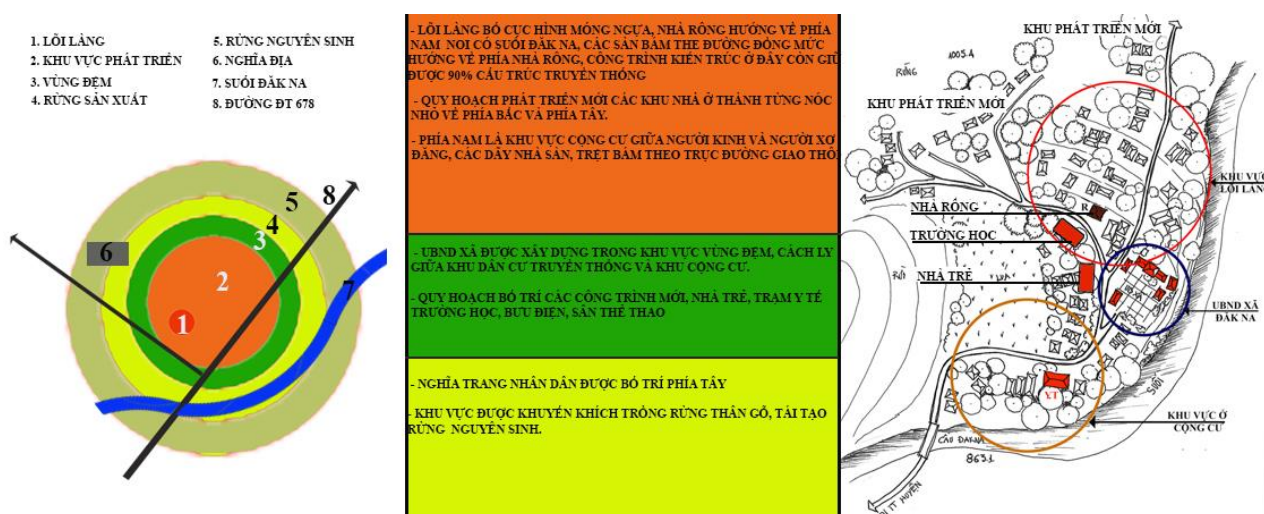 1. LÕI LÀNG
2. KHU VỰC PHÁT TRIỂN
3. VÙNG ĐỆM
4. RỪNG SẢN XUẤT
5. RỪNG NGUYÊN SINH
6. NGHĨA ĐỊA
7. SUỐI ĐĂK NA
8. ĐƯỜNG ĐT 678
5
8
4
3
6
2
7
1
- LÕI LÀNG BỐ CỤC HÌNH MÓNG NGỰA, NHÀ RÔNG HƯỚNG VỀ PHÍA
NAM NOI CÓ SUỐI ĐĂK NA, CÁC SÀN BÁM THE ĐƯỜNG ĐỒNG MỨC
HƯỚNG VỀ PHÍA NHÀ RÔNG, CÔNG TRÌNH KIẾN TRÚC Ở ĐÂY CÒN GIỮ
ĐƯỢC 90% CẤU TRÚC TRUYỀN THỐNG
- QUY HOẠCH PHÁT TRIỂN MỚI CÁC KHU NHÀ Ở THÀNH TỪNG NÓC
NHỎ VỀ PHÍA BẮC VÀ PHÍA TÂY.
- PHÍA NAM LÀ KHU VỰC CỘNG CƯ GIỮA NGƯỜI KINH VÀ NGƯỜI XƠ
ĐĂNG, CÁC DÃY NHÀ SÀN, TRỆT BÁM THEO TRỤC ĐƯỜNG GIAO THÔ
- UBND XÃ ĐƯỢC XÂY DỰNG TRONG KHU VỰC VÙNG ĐỆM, CÁCH LY
GIỮA KHU DÂN CƯ TRUYỀN THỐNG VÀ KHU CỘNG CƯ.
- QUY HOẠCH BỐ TRÍ CÁC CÔNG TRÌNH MỚI, NHÀ TRẺ, TRẠM Y TẾ
TRƯỜNG HỌC, BƯU ĐIỆN, SÂN THỂ THAO
- NGHĨA TRANG NHÂN DÂN ĐƯỢC BỐ TRÍ PHÍA TÂY
- KHU VỰC ĐƯỢC KHUYẾN KHÍCH TRỒNG RỪNG THÂN GỖ, TÁI TẠO
RỪNG NGUYÊN SINH.
KHU PHÁT TRIỂN MỚI
1005.A
RỪNG
KHU PHÁT TRIỂN MỚI
KHU VỰC
LÕI LÀNG
NHÀ RÔNG
R
TRƯỜNG HỌC
NHÀ TRẺ
UBND XÃ
ĐĂK NA
SUỐI
Y.T
KHU VỰC Ở
CỘNG CƯ
CẦU ĐAKNA
863.1